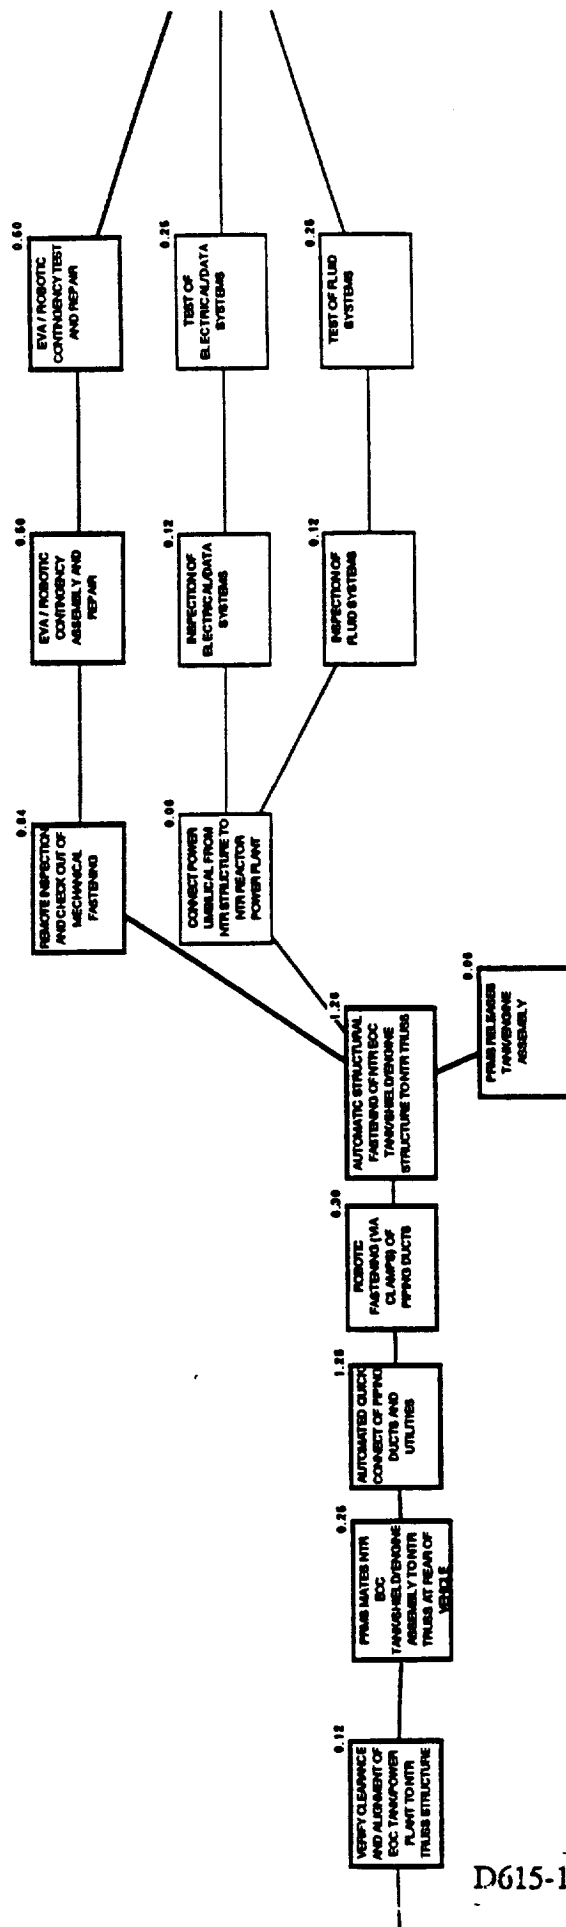 0.12
VERIFY CLEARANCE
AND ALIGNMENT OF
EOC TANK/POWER
PLANT TO NTR
TRUSS STRUCTURE
0.25
PRMS MATES NTR
EOC
TANK/SHIELD/ENGINE
ASSEMBLY TO NTR
TRUSS AT REAR OF
VEHICLE
1.25
AUTOMATED QUICK
CONNECT OF PIPING
DUCTS AND
UTILITIES
0.30
ROBOTIC
FASTENING (VIA
CLAMPS) OF
PIPING DUCTS
1.25
AUTOMATIC STRUCTURAL
FASTENING OF NTR EOC
TANK/SHIELD/ENGINE
STRUCTURE TO NTR TRUSS
0.06
PRMS RELEASES
TANK/ENGINE
ASSEMBLY
0.84
REMOTE INSPECTION
AND CHECK OUT OF
MECHANICAL
FASTENING
0.06
CONNECT POWER
UMBILICAL FROM
NTR STRUCTURE TO
NTR REACTOR
POWER PLANT
0.50
EVA / ROBOTIC
CONTINGENCY
ASSEMBLY AND
REPAIR
0.12
INSPECTION OF
ELECTRICAL/DATA
SYSTEMS
0.12
INSPECTION OF
FLUID SYSTEMS
0.50
EVA / ROBOTIC
CONTINGENCY TEST
AND REPAIR
0.25
TEST OF
ELECTRICAL/DATA
SYSTEMS
0.25
TEST OF FLUID
SYSTEMS
D615-1